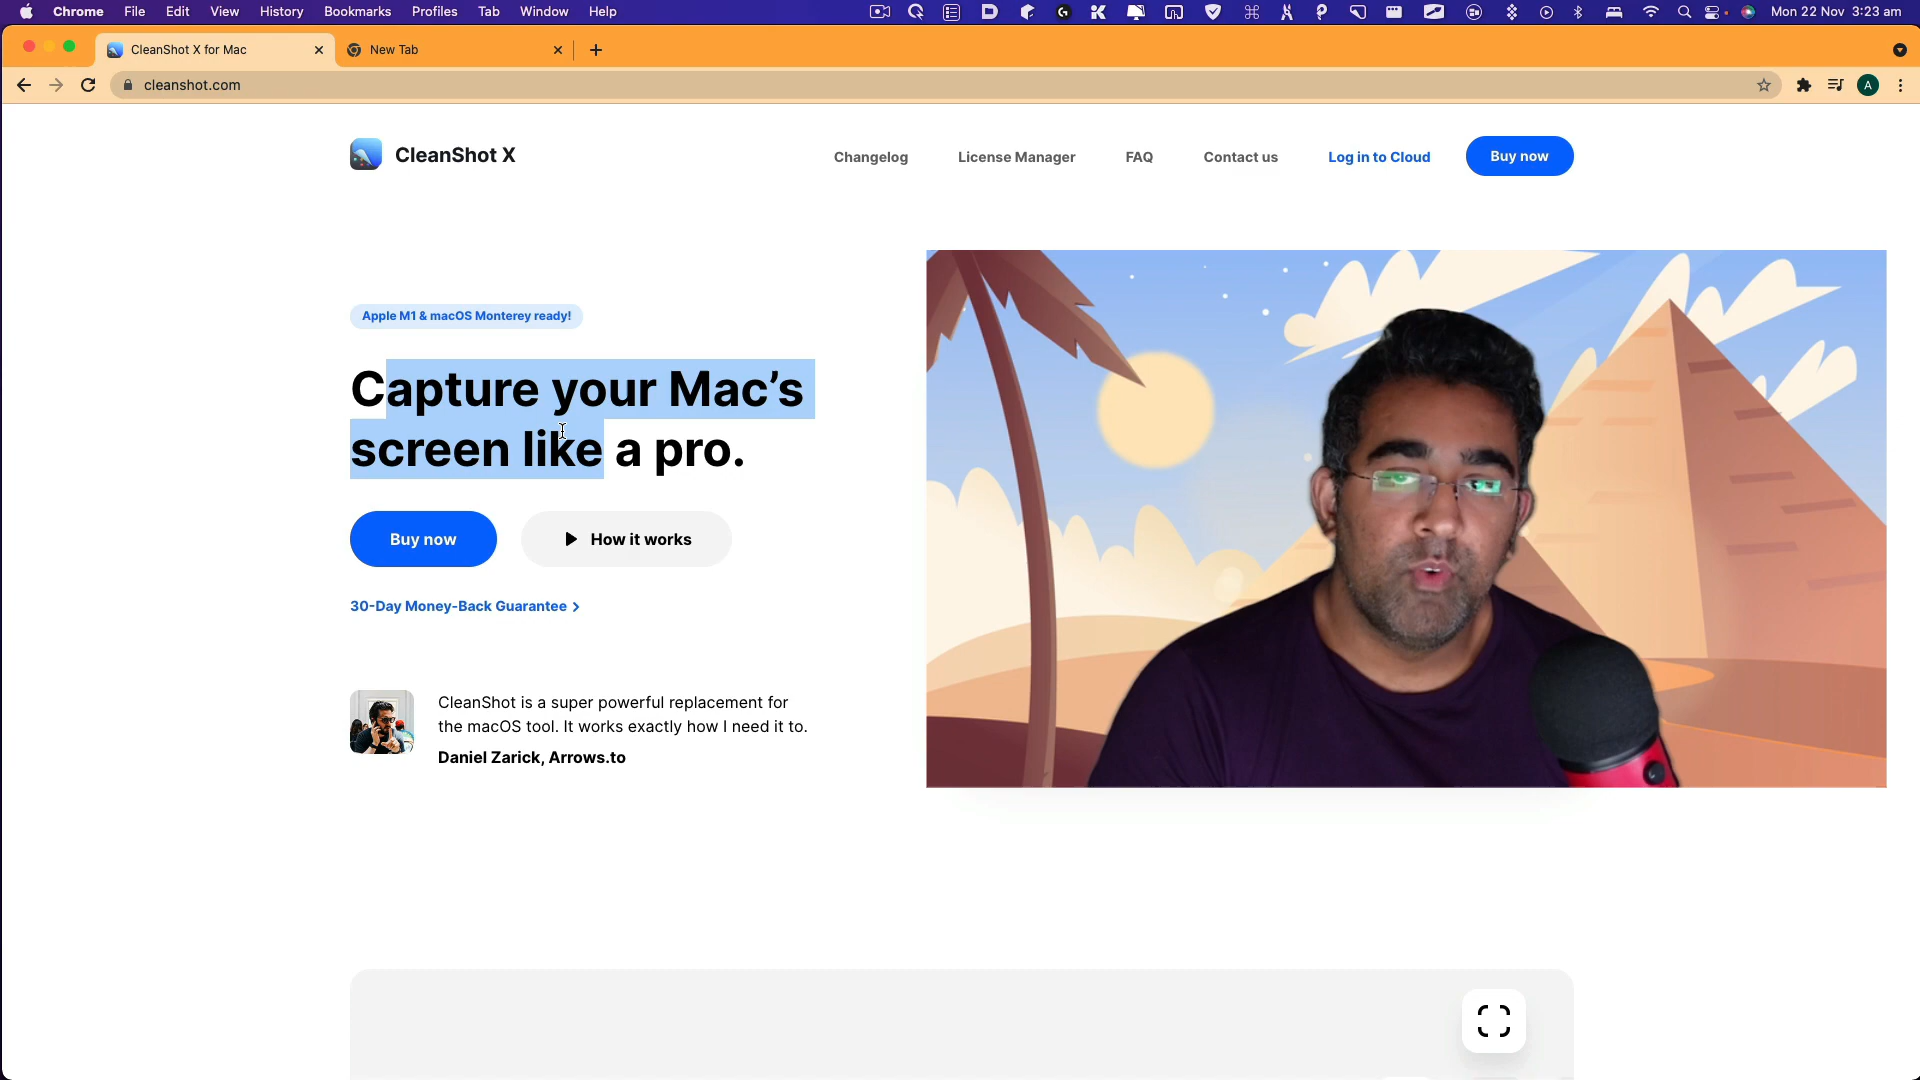 Chrome File Edit View History Bookmarks Profiles Tab Window Help Mon 22 Nov 3:23 am
CleanShot X for Mac
New Tab
cleanshot.com
A
CleanShot X
Changelog
License Manager
FAQ
Contact us
Log in to Cloud
Buy now
Apple M1 & macOS Monterey ready!
Capture your Mac’s
screen like a pro.
Buy now
How it works
30-Day Money-Back Guarantee
CleanShot is a super powerful replacement for
the macOS tool. It works exactly how I need it to.
Daniel Zarick, Arrows.to